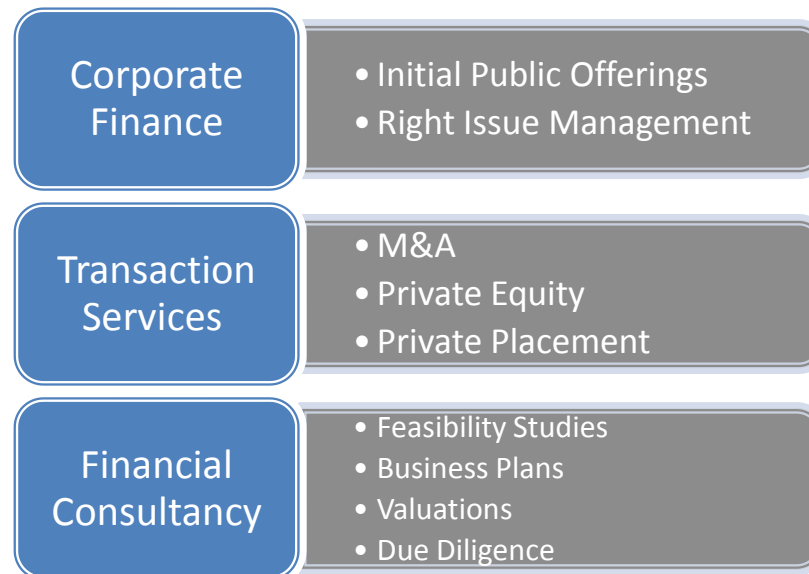 Corporate
Finance
• Initial Public Offerings
• Right Issue Management
Transaction
Services
• M&A
• Private Equity
• Private Placement
Financial
Consultancy
• Feasibility Studies
• Business Plans
• Valuations
• Due Diligence